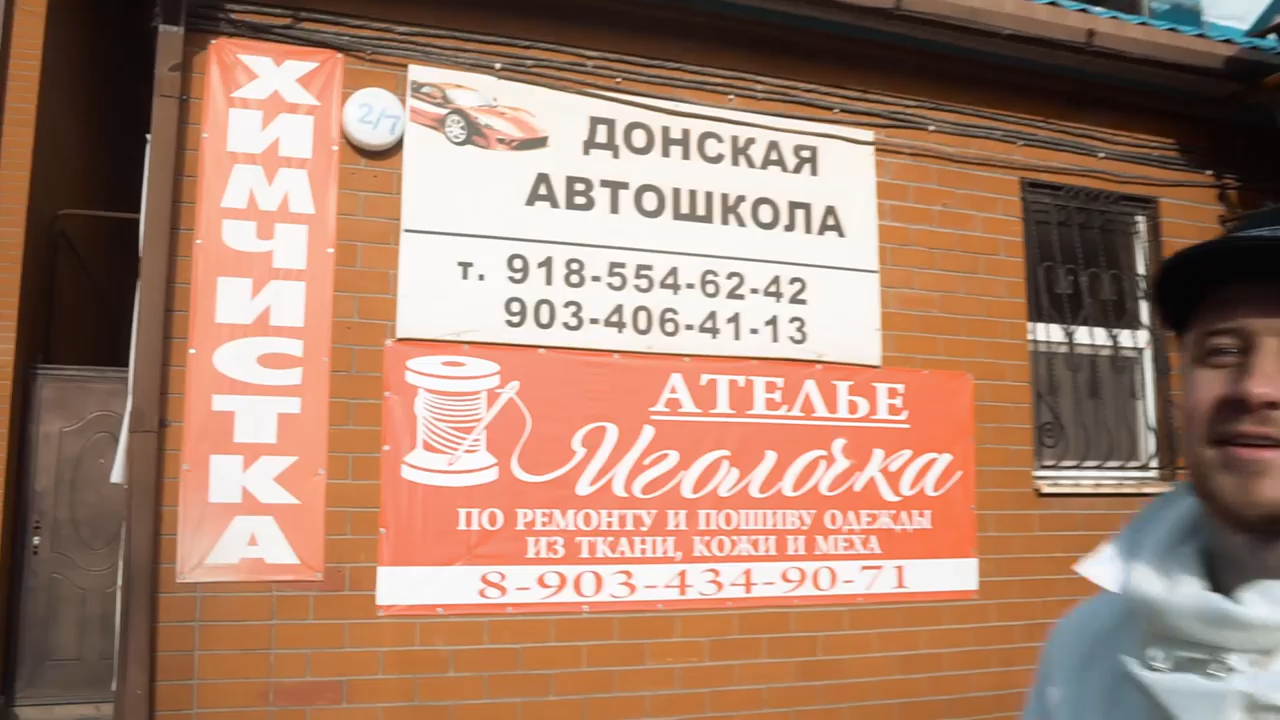 ХИМЧИСТКА
2/7
ДОНСКАЯ
АВТОШКОЛА
т. 918-554-62-42
903-406-41-13
АТЕЛЬЕ
Иголочка
ПО РЕМОНТУ И ПОШИВУ ОДЕЖДЫ
ИЗ ТКАНИ, КОЖИ И МЕХА
8-903-434-90-71